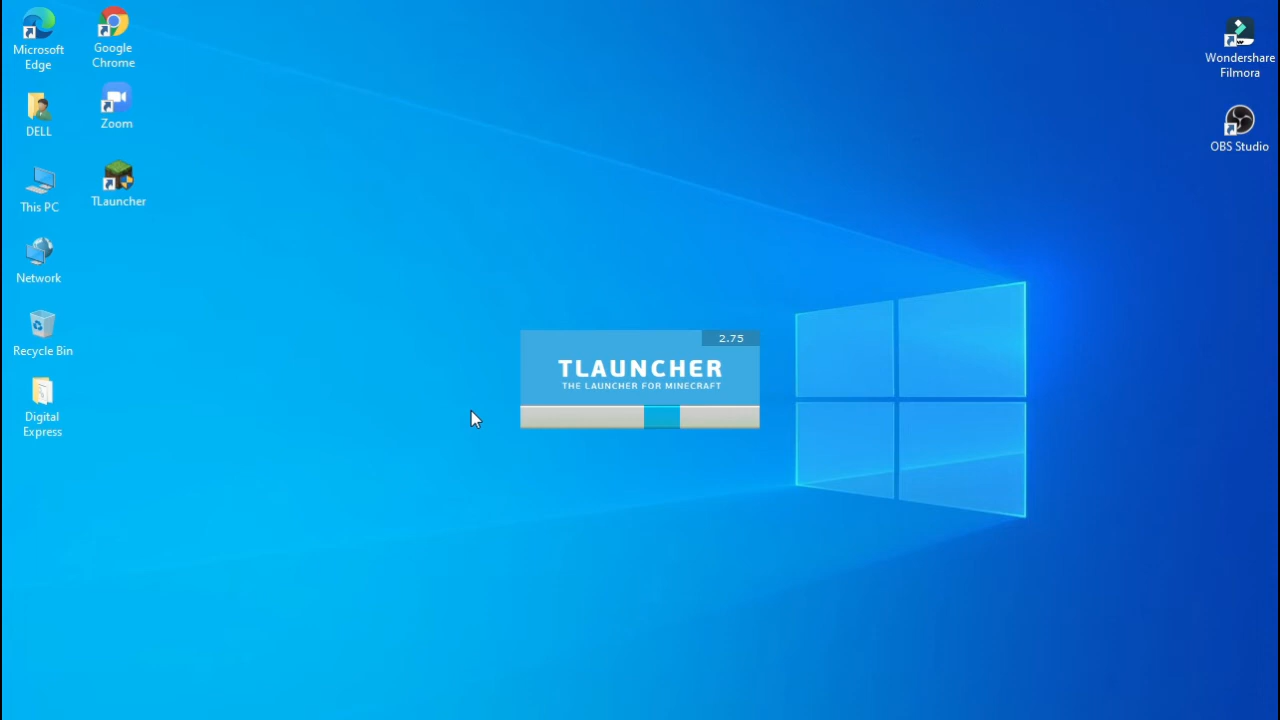 Microsoft
Edge
Google
Chrome
DELL
Zoom
This PC
TLauncher
Network
Recycle Bin
Digital
Express
2.75
TLAUNCHER
THE LAUNCHER FOR MINECRAFT
Wondershare
Filmora
OBS Studio